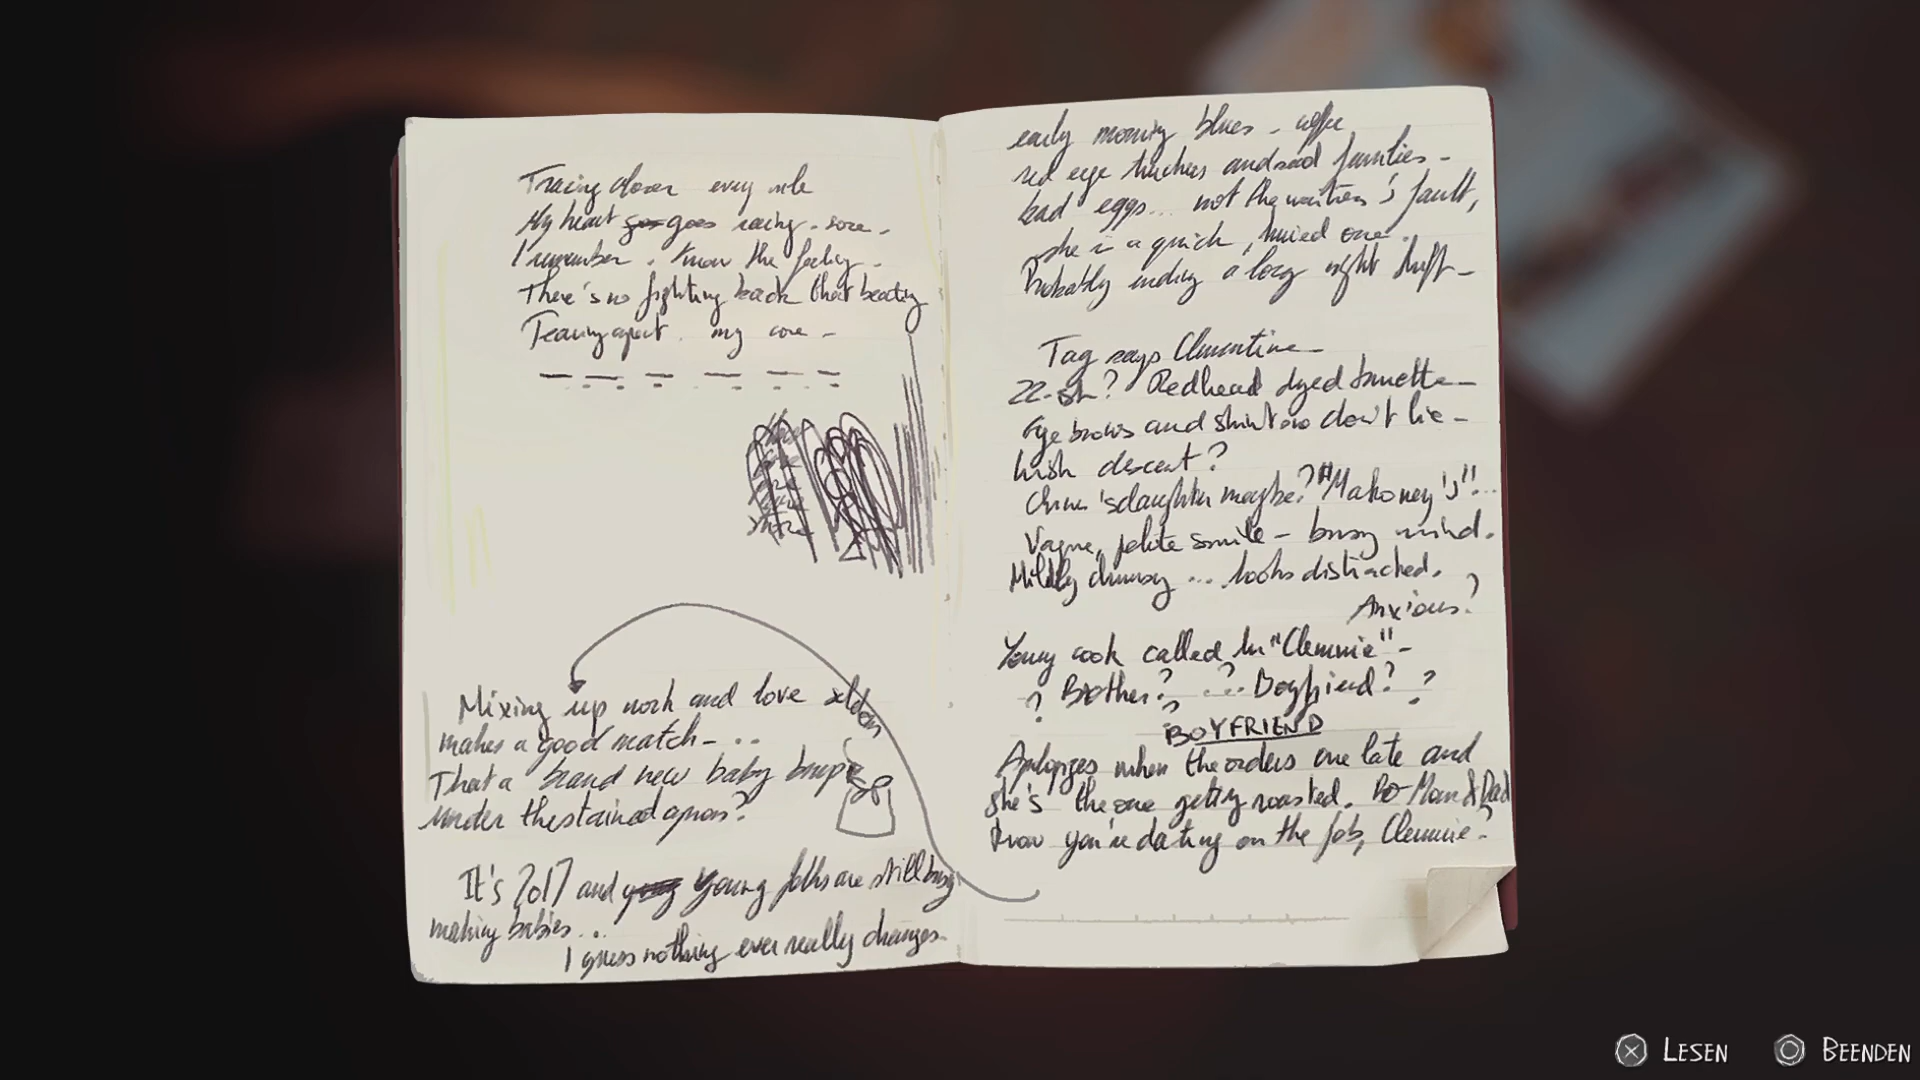 Tracing closer every mile
My heart goes goes racing. sore.
I remember. Know the feeling.
There's no fighting back that beating
Tearing apart. my core -
Mixing up work and love seldom
makes a good match - ...
That a brand new baby bump
under the stained apron?
It's 2017 and young Young folks are still busy
making babies...
I guess nothing ever really changes.
early morning blues - coffee
red eye truckers and sad families -
bad eggs... not the waitress's fault,
she is a quick, hurried one.
Probably ending a long night shift -
Tag says Clementine -
22-ish? Redhead dyed brunette -
Eye brows and skin tone don't lie -
Irish descent?
Owner's daughter maybe? "Mahoney's"...
Vague, polite smile - busy mind.
Mildly clumsy ... looks distracted.
Anxious?
Young cook called her "Clemmie" -
? Brother? ...? Boyfriend? ?
BOYFRIEND
Apologizes when the orders are late and
she's the one getting roasted. Do Mom & Dad
know you're dating on the job, Clemmie?
LESEN
BEENDEN